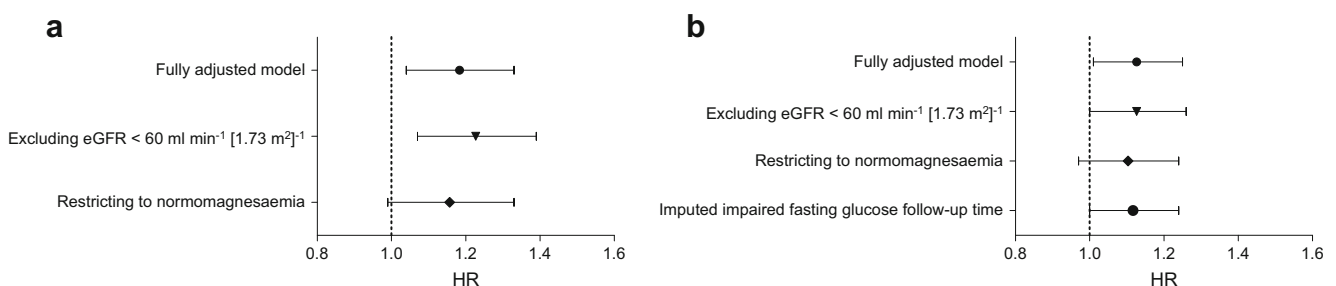 a
Fully adjusted model
Excluding eGFR < 60 ml min⁻¹ [1.73 m²]⁻¹
Restricting to normomagnesaemia
0.8 1.0 1.2 1.4 1.6
HR
b
Fully adjusted model
Excluding eGFR < 60 ml min⁻¹ [1.73 m²]⁻¹
Restricting to normomagnesaemia
Imputed impaired fasting glucose follow-up time
0.8 1.0 1.2 1.4 1.6
HR